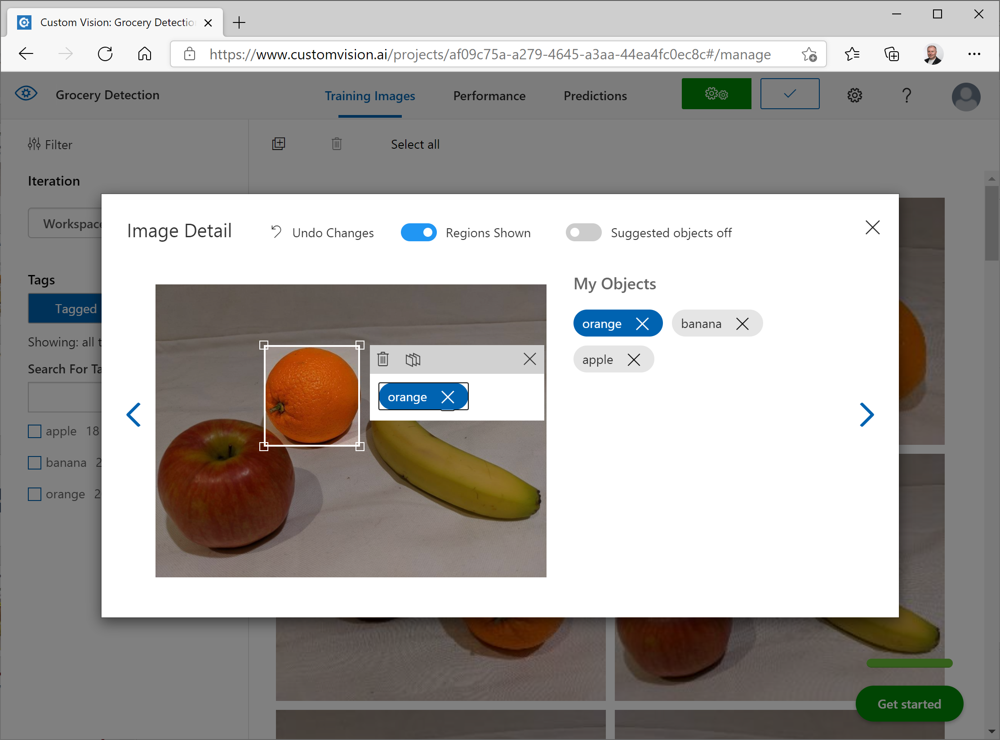 Custom Vision: Grocery Detectio
https://www.customvision.ai/projects/af09c75a-a279-4645-a3aa-44ea4fc0ec8c#/manage
Grocery Detection
Training Images
Performance
Predictions
?
Filter
Select all
Iteration
Workspace
Image Detail
Undo Changes
Regions Shown
Suggested objects off
Tags
Tagged
Showing: all t
Search For Ta
apple 18
banana 2
orange 2
orange
My Objects
orange
banana
apple
Get started